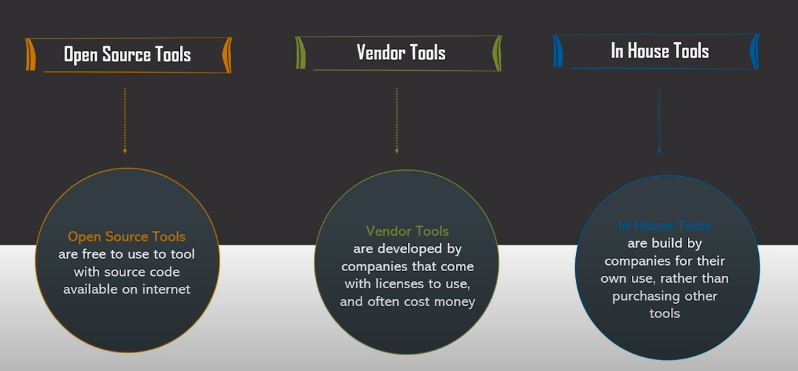 Open Source Tools
Vendor Tools
In House Tools
Open Source Tools
are free to use to tool
with source code
available on internet
Vendor Tools
are developed by
companies that come
with licenses to use,
and often cost money
In House Tools
are build by
companies for their
own use, rather than
purchasing other
tools